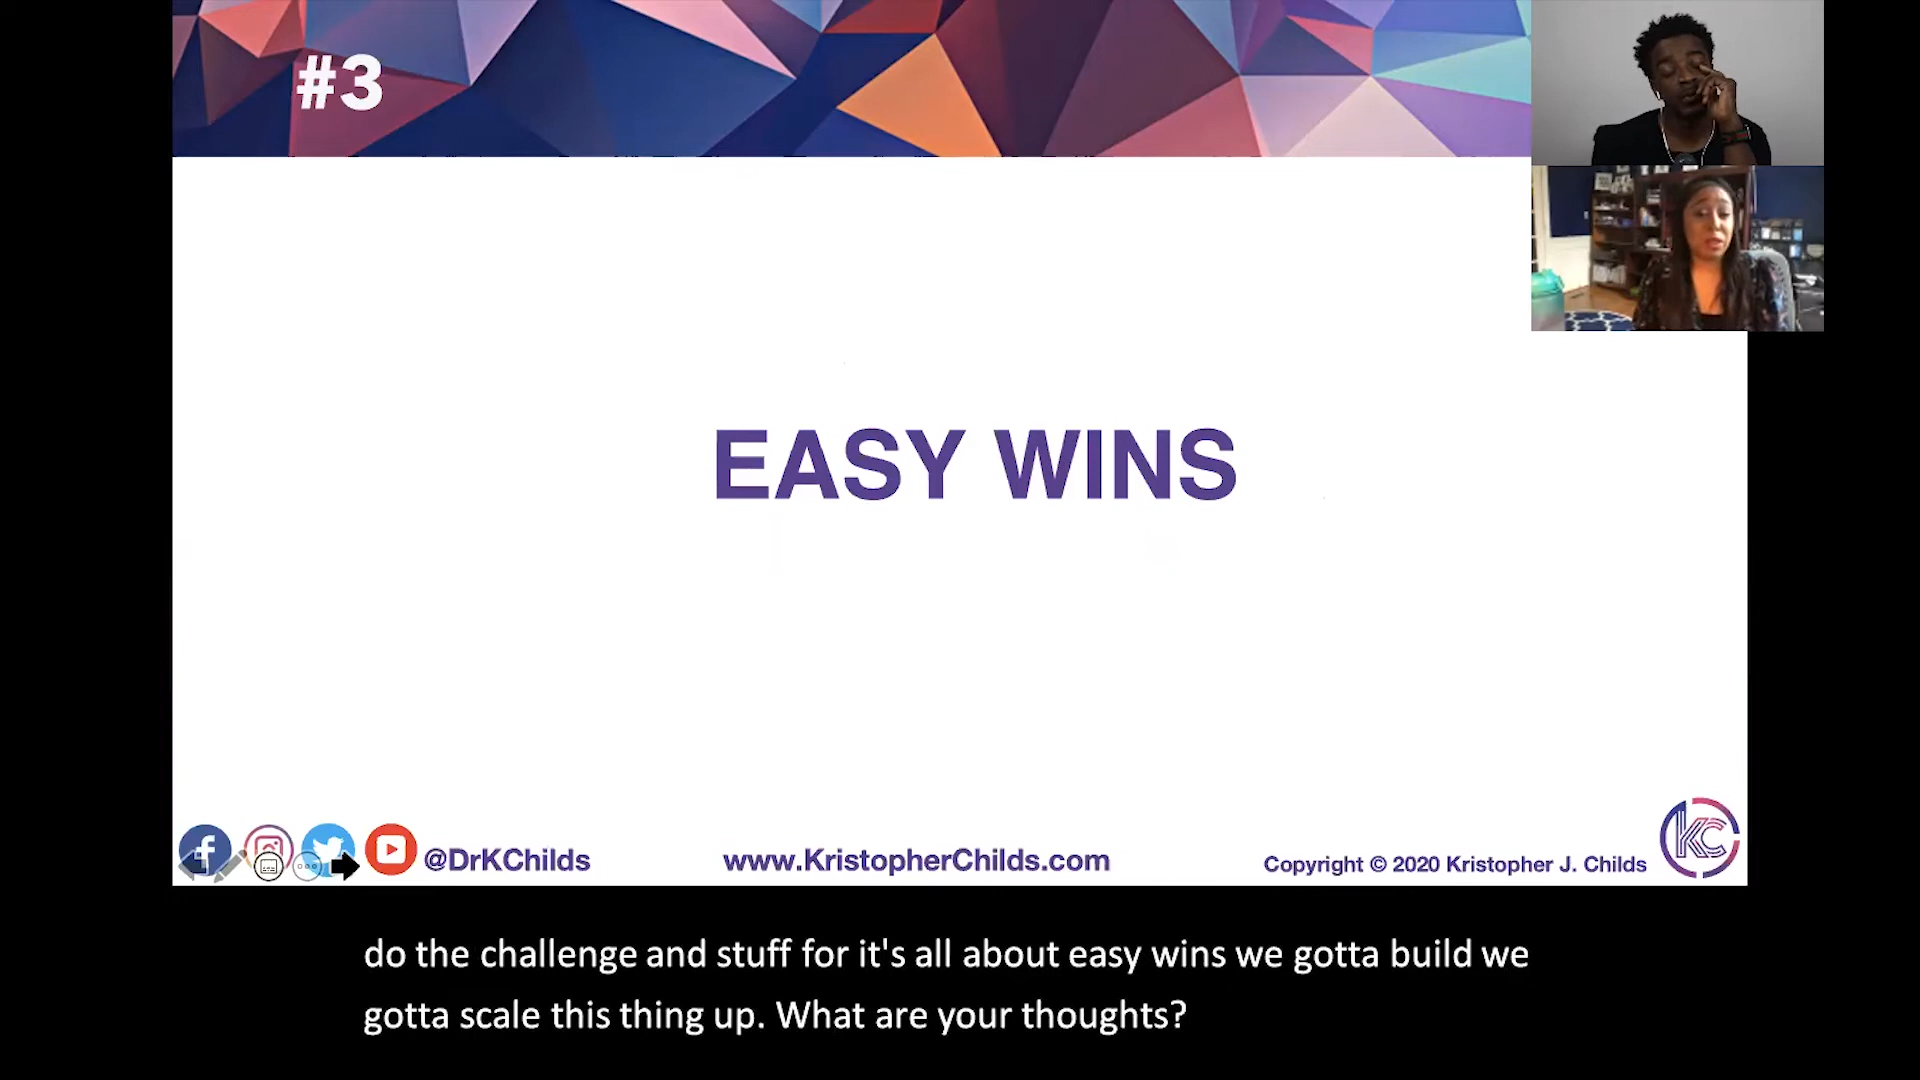 #3
EASY WINS
@DrKChilds
www.KristopherChilds.com
Copyright © 2020 Kristopher J. Childs
KC
do the challenge and stuff for it's all about easy wins we gotta build we
gotta scale this thing up. What are your thoughts?